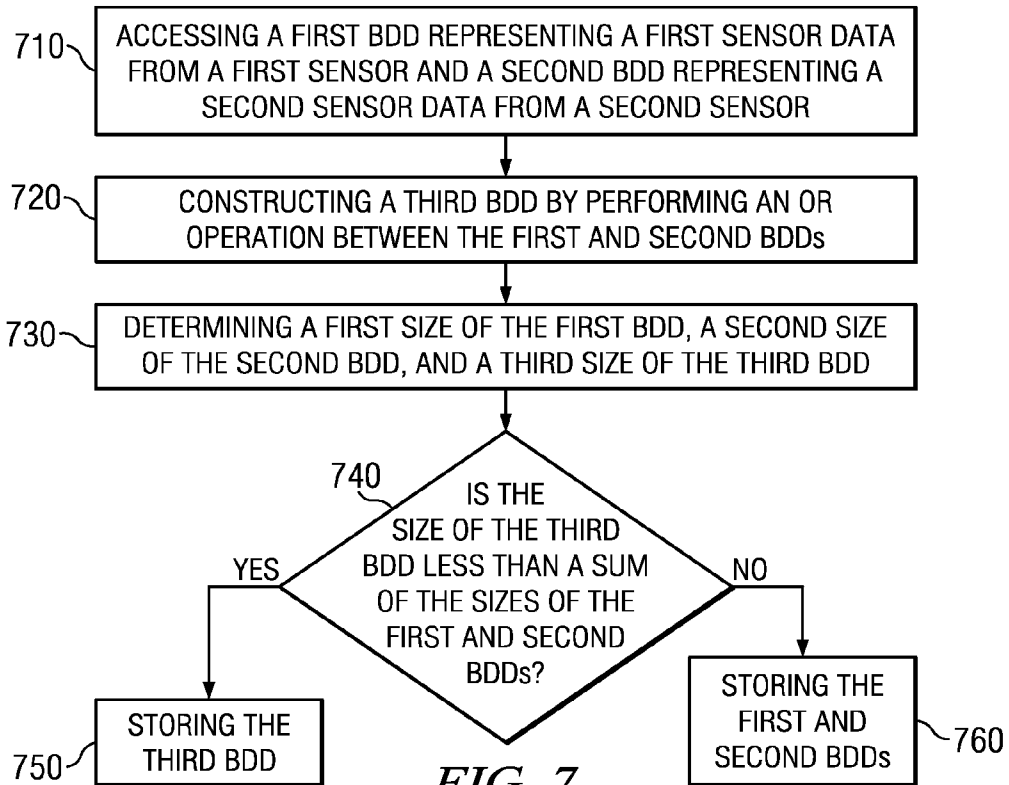 710
ACCESSING A FIRST BDD REPRESENTING A FIRST SENSOR DATA
FROM A FIRST SENSOR AND A SECOND BDD REPRESENTING A
SECOND SENSOR DATA FROM A SECOND SENSOR
720
CONSTRUCTING A THIRD BDD BY PERFORMING AN OR
OPERATION BETWEEN THE FIRST AND SECOND BDDs
730
DETERMINING A FIRST SIZE OF THE FIRST BDD, A SECOND SIZE
OF THE SECOND BDD, AND A THIRD SIZE OF THE THIRD BDD
740
IS THE
SIZE OF THE THIRD
BDD LESS THAN A SUM
OF THE SIZES OF THE
FIRST AND SECOND
BDDs?
YES
NO
STORING THE
THIRD BDD
750
STORING THE
FIRST AND
SECOND BDDs
760
FIG. 7